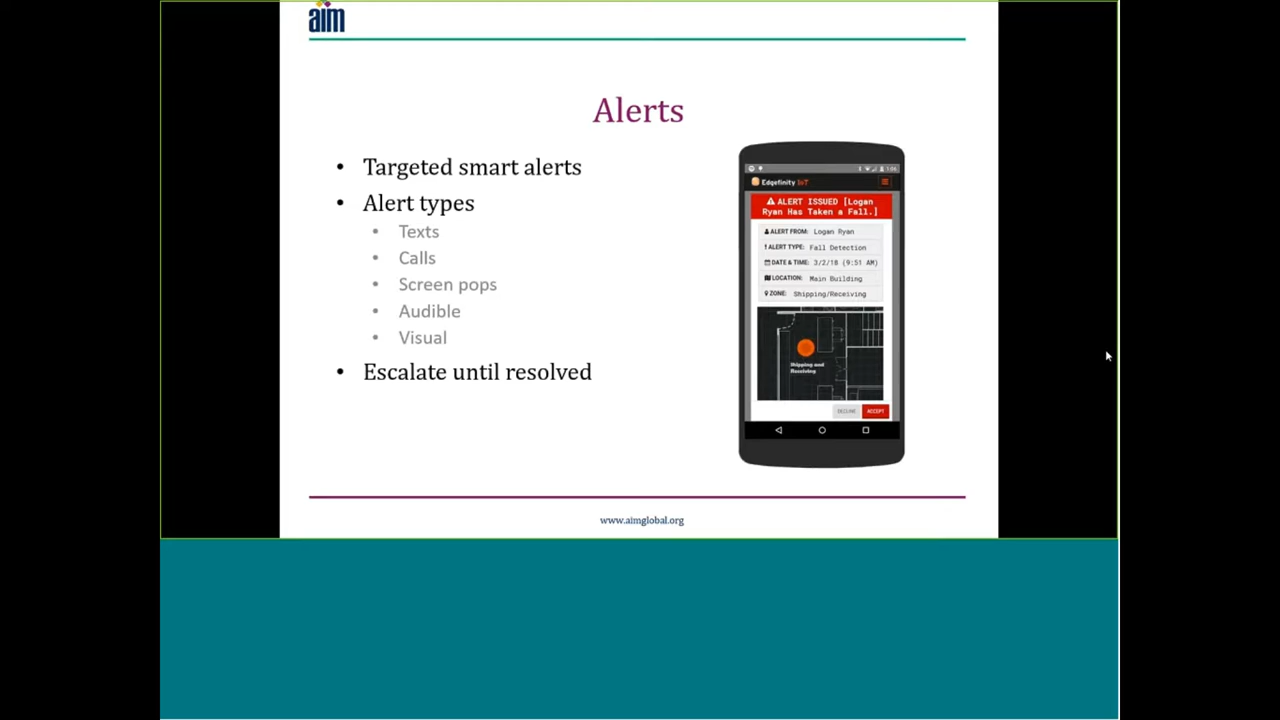 aim
Alerts
• Targeted smart alerts
• Alert types
• Texts
• Calls
• Screen pops
• Audible
• Visual
• Escalate until resolved
1:06
Edgefinity IoT
ALERT ISSUED [Logan
Ryan Has Taken a Fall.]
ALERT FROM: Logan Ryan
ALERT TYPE: Fall Detection
DATE & TIME: 3/2/18 (9:51 AM)
LOCATION: Main Building
ZONE: Shipping/Receiving
Shipping and
Receiving
DECLINE ACCEPT
www.aimglobal.org